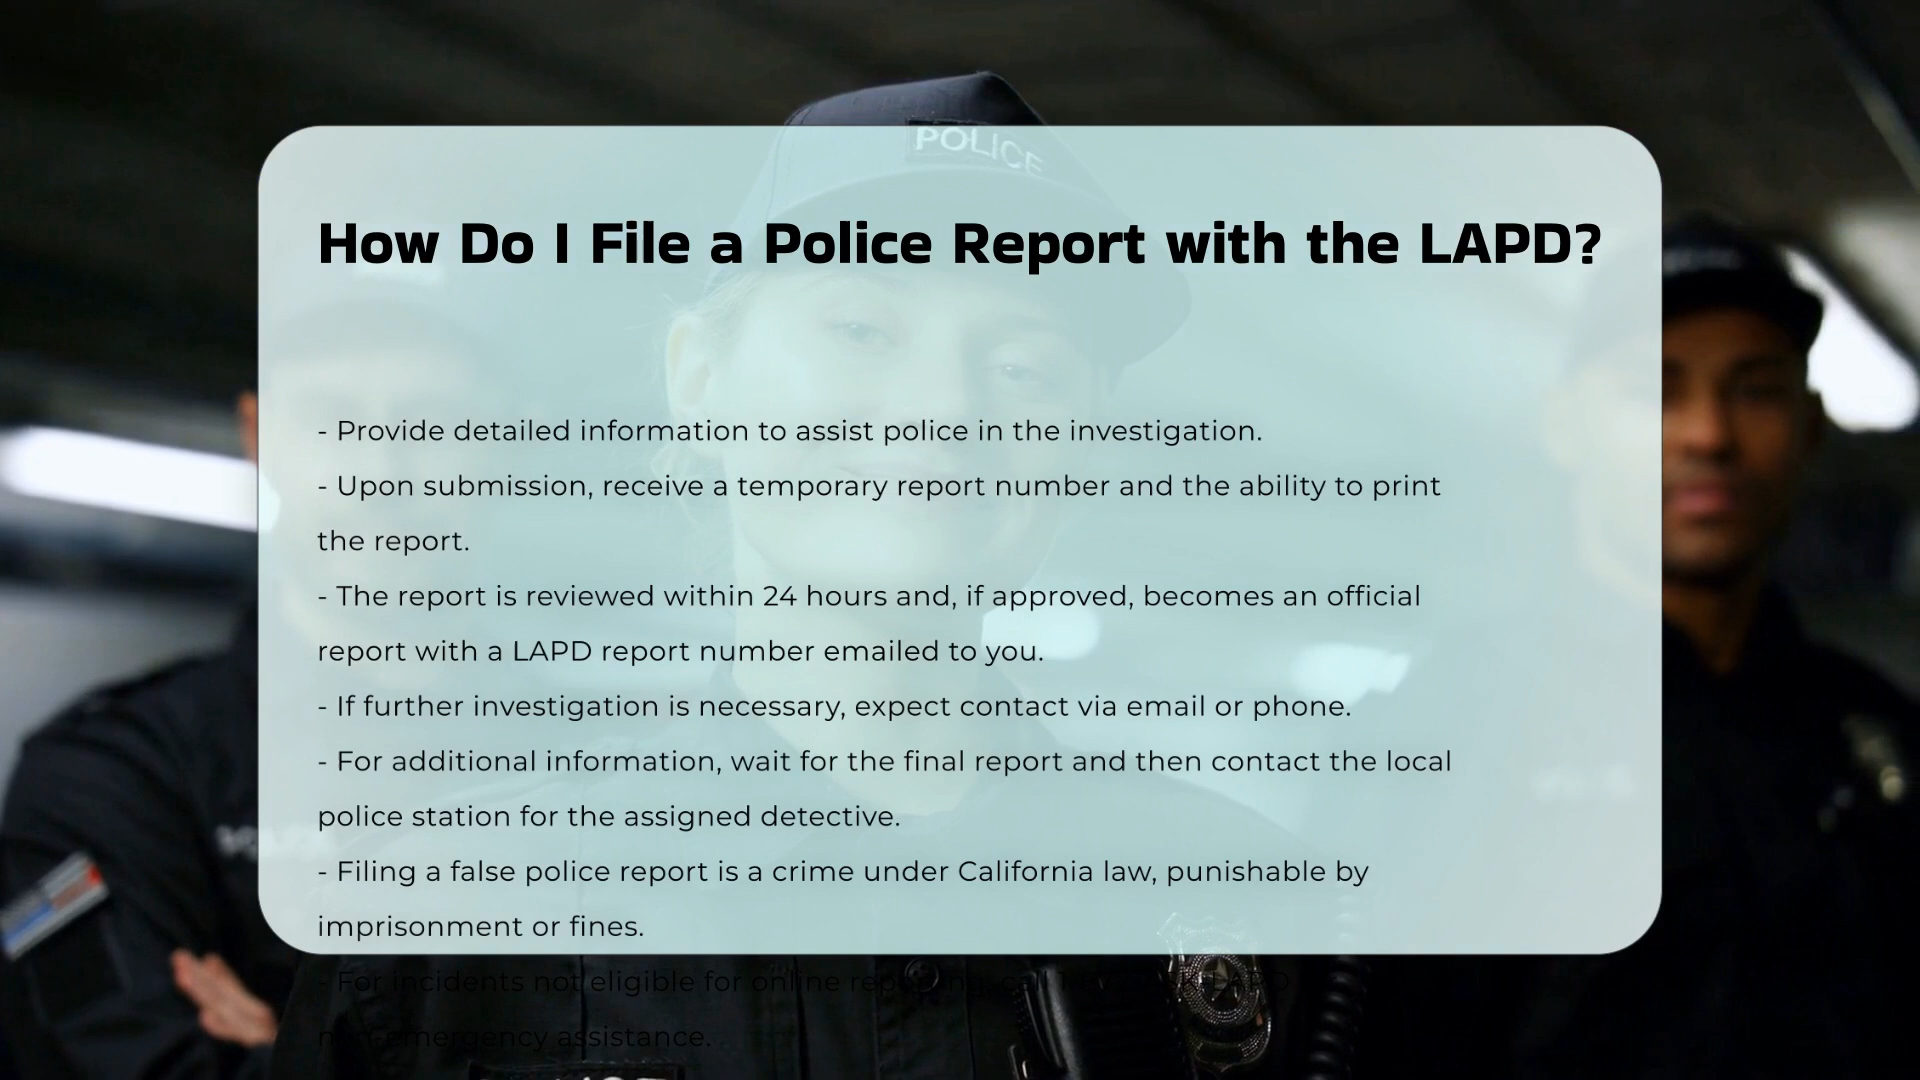 POLICE
How Do I File a Police Report with the LAPD?
- Provide detailed information to assist police in the investigation.
- Upon submission, receive a temporary report number and the ability to print
the report.
- The report is reviewed within 24 hours and, if approved, becomes an official
report with a LAPD report number emailed to you.
- If further investigation is necessary, expect contact via email or phone.
- For additional information, wait for the final report and then contact the local
police station for the assigned detective.
- Filing a false police report is a crime under California law, punishable by
imprisonment or fines.
- For incidents not eligible for online reporting, call LAPD
non-emergency assistance.